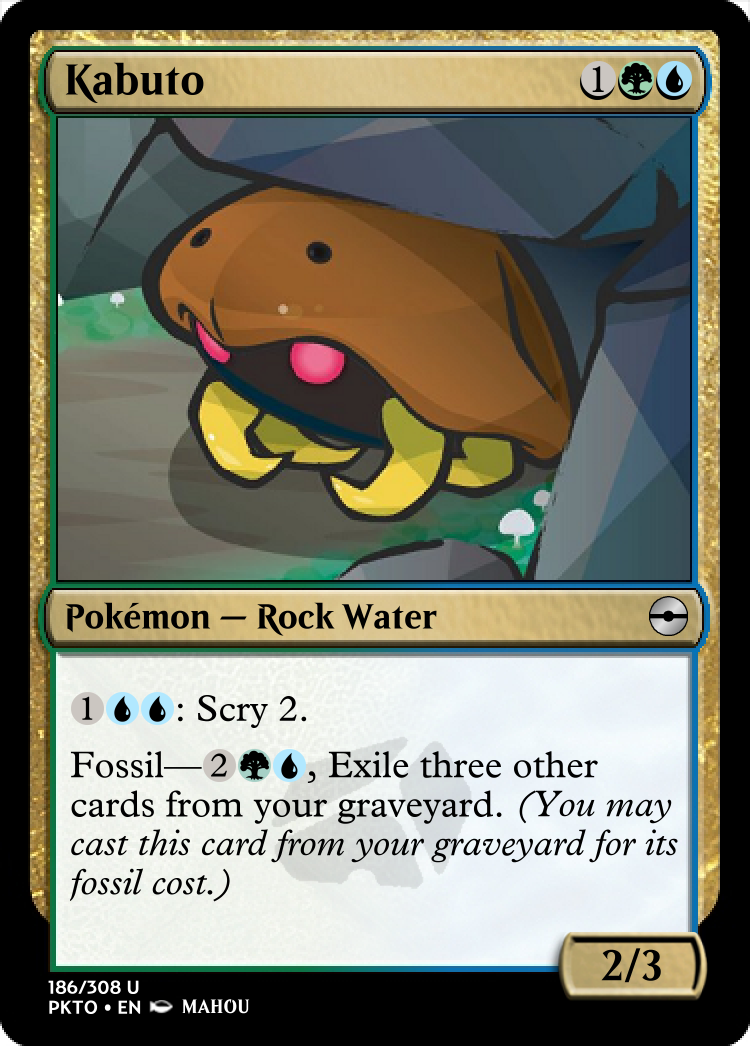 Kabuto 1
Pokémon — Rock Water
1: Scry 2.
Fossil—2, Exile three other
cards from your graveyard. (You may
cast this card from your graveyard for its
fossil cost.)
2/3
186/308 U
PKTO • EN MAHOU